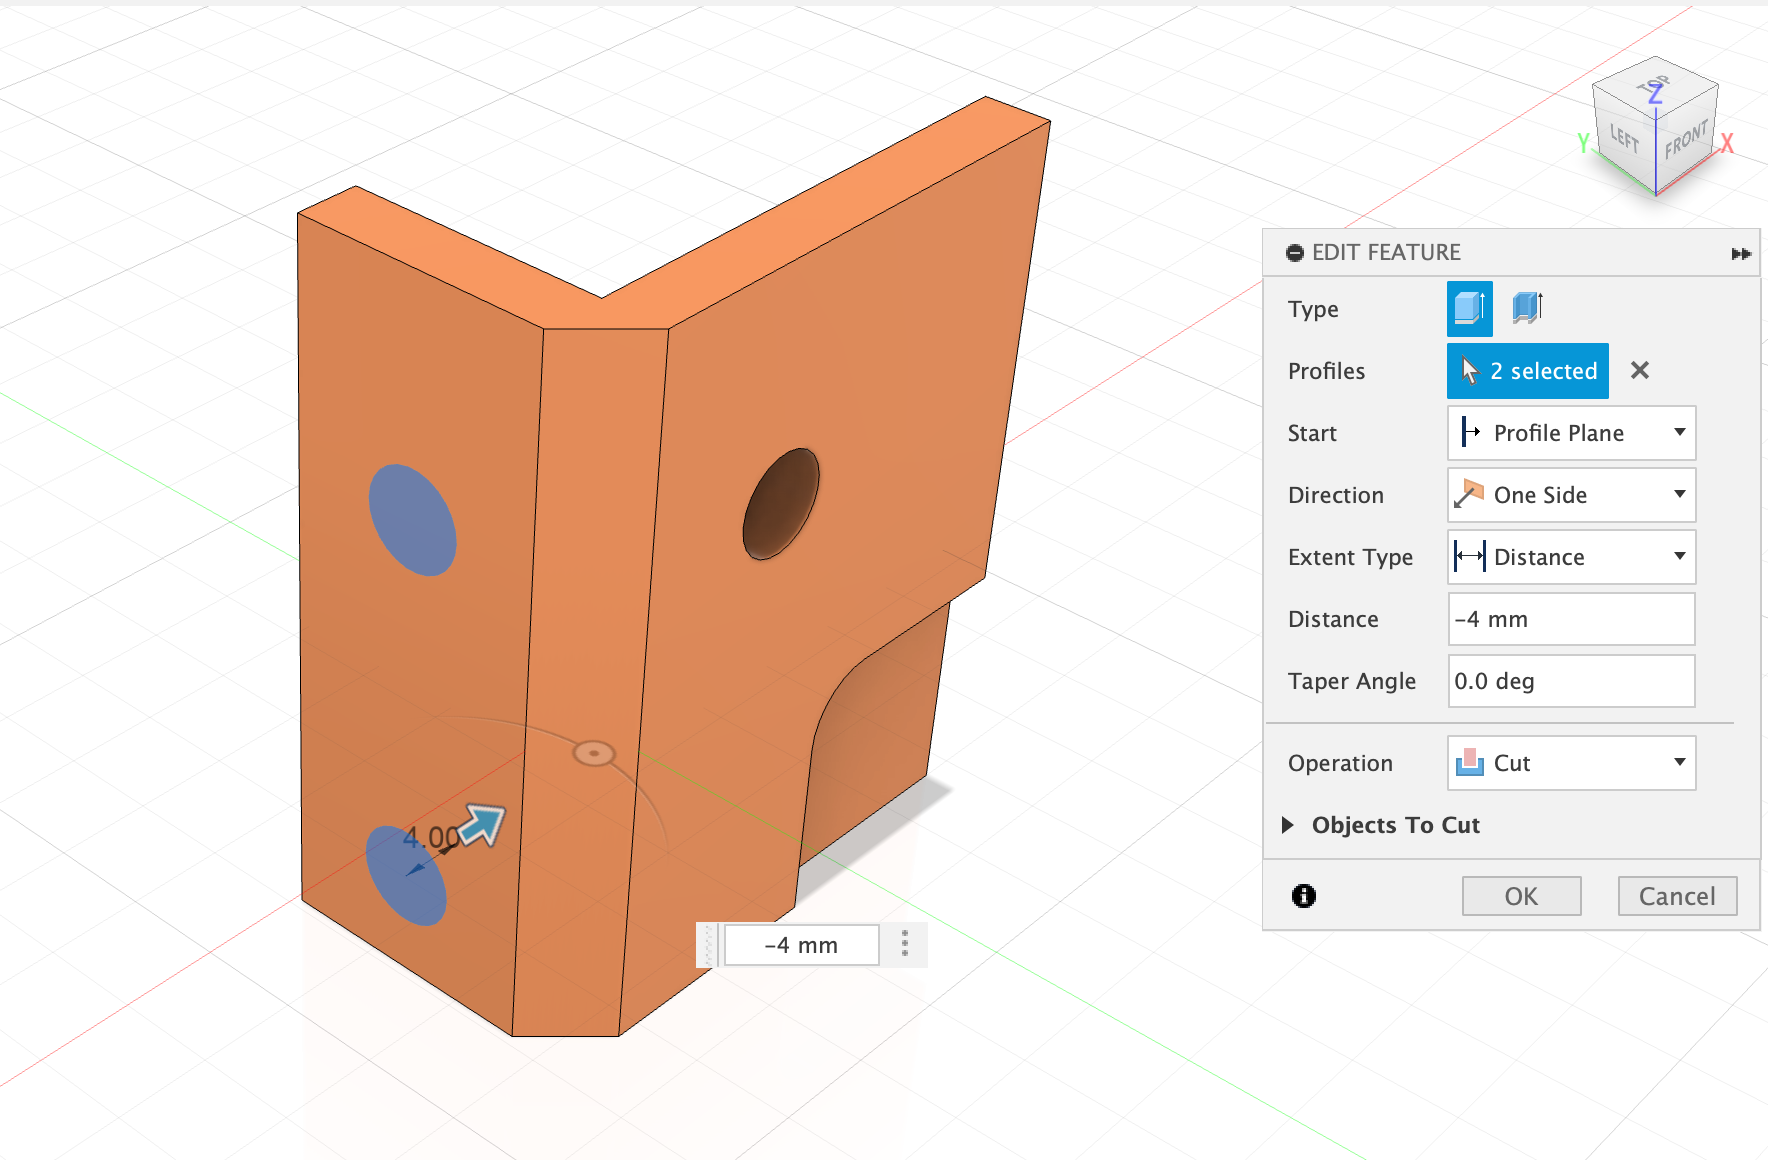 TOP
Z
LEFT
FRONT
Y
X
EDIT FEATURE
Type
Profiles
2 selected
Start
Profile Plane
Direction
One Side
Extent Type
Distance
Distance
-4 mm
Taper Angle
0.0 deg
Operation
Cut
Objects To Cut
OK
Cancel
4.00
-4 mm